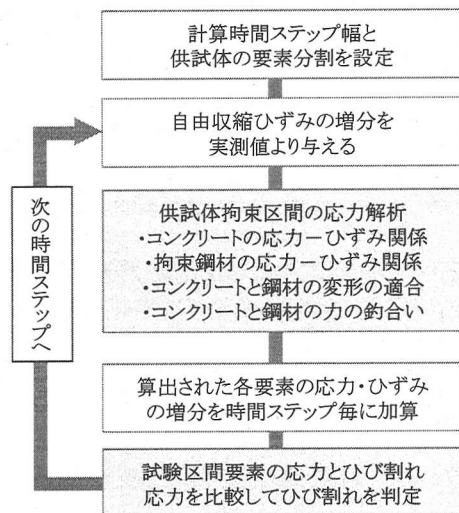 計算時間ステップ幅と
供試体の要素分割を設定
自由収縮ひずみの増分を
実測値より与える
供試体拘束区間の応力解析
・コンクリートの応力－ひずみ関係
・拘束鋼材の応力－ひずみ関係
・コンクリートと鋼材の変形の適合
・コンクリートと鋼材の力の釣合い
算出された各要素の応力・ひずみ
の増分を時間ステップ毎に加算
試験区間要素の応力とひび割れ
応力を比較してひび割れを判定
次の時間ステップへ